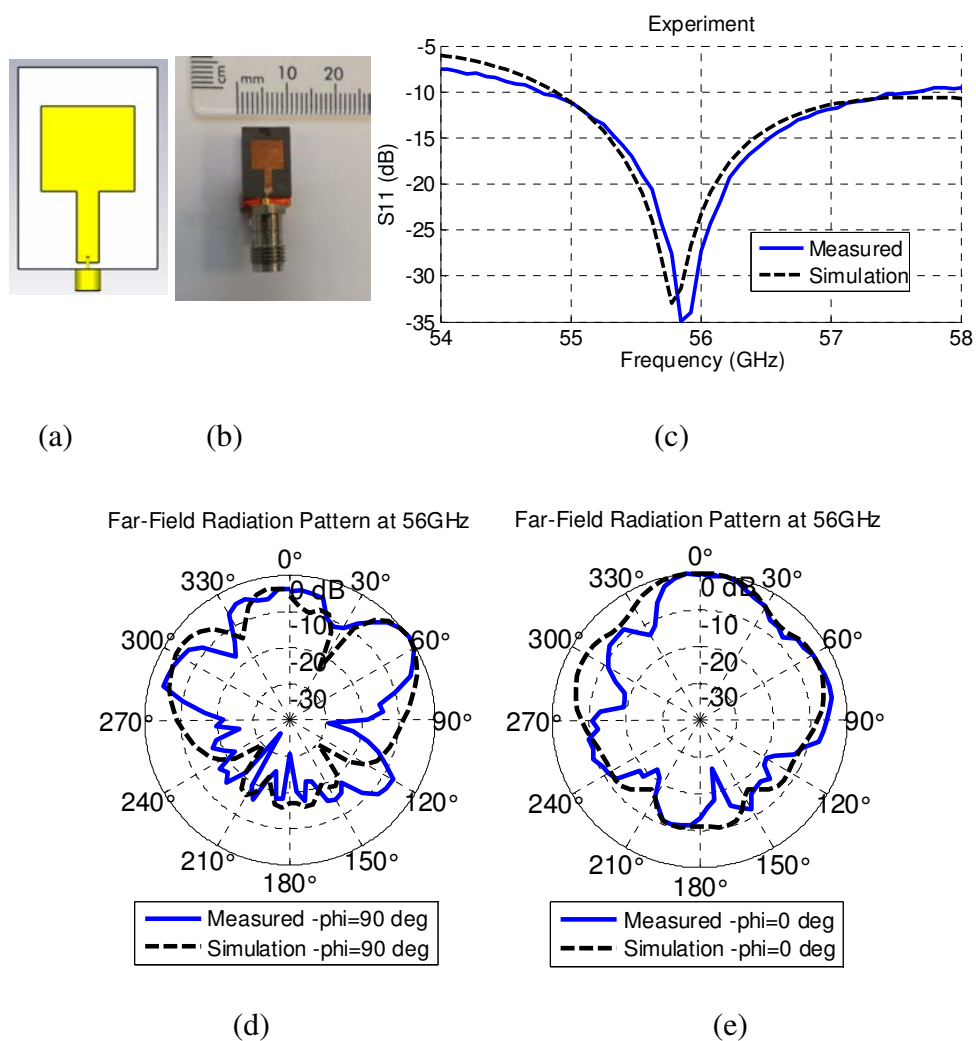 Experiment
-5
-10
-15
-20
-25
-30
-35
S11 (dB)
54
55
56
57
58
Frequency (GHz)
Measured
Simulation
cm
mm 10 20
(a)
(b)
(c)
Far-Field Radiation Pattern at 56GHz
0°
30°
60°
90°
120°
150°
180°
210°
240°
270°
300°
330°
0 dB
-10
-20
-30
Measured -phi=90 deg
Simulation -phi=90 deg
Far-Field Radiation Pattern at 56GHz
0°
30°
60°
90°
120°
150°
180°
210°
240°
270°
300°
330°
0 dB
-10
-20
-30
Measured -phi=0 deg
Simulation -phi=0 deg
(d)
(e)